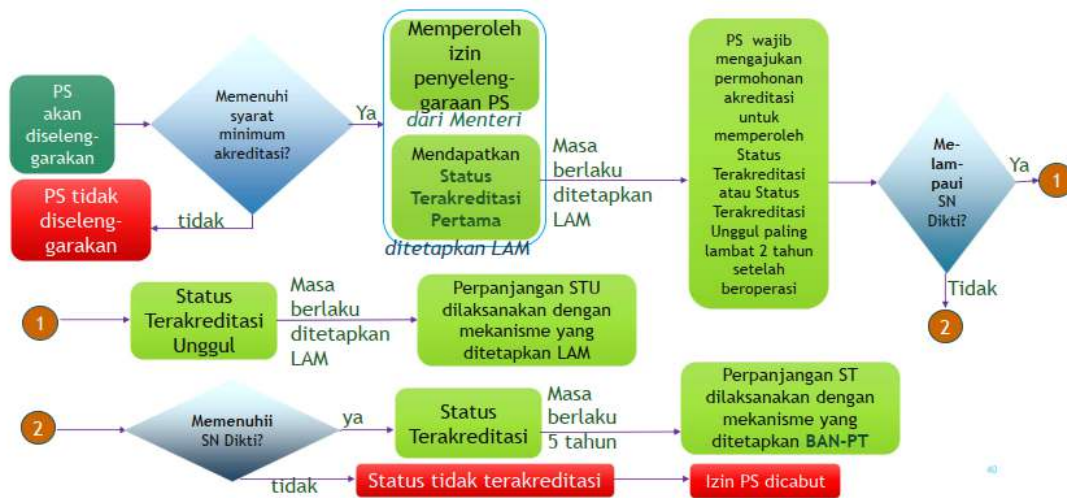 PS
akan
diseleng-
garakan
Memenuhi
syarat
minimum
akreditasi?
Ya
tidak
PS tidak
diseleng-
garakan
Memperoleh
izin
penyeleng-
garaan PS
dari Menteri
Mendapatkan
Status
Terakreditasi
Pertama
ditetapkan LAM
Masa
berlaku
ditetapkan
LAM
PS wajib
mengajukan
permohonan
akreditasi
untuk
memperoleh
Status
Terakreditasi
atau Status
Terakreditasi
Unggul paling
lambat 2 tahun
setelah
beroperasi
Me-
lam-
paui
SN
Dikti?
Ya
1
Tidak
2
1
Status
Terakreditasi
Unggul
Masa
berlaku
ditetapkan
LAM
Perpanjangan STU
dilaksanakan dengan
mekanisme yang
ditetapkan LAM
2
Memenuhii
SN Dikti?
ya
Status
Terakreditasi
Masa
berlaku
5 tahun
Perpanjangan ST
dilaksanakan dengan
mekanisme yang
ditetapkan BAN-PT
tidak
Status tidak terakreditasi
Izin PS dicabut